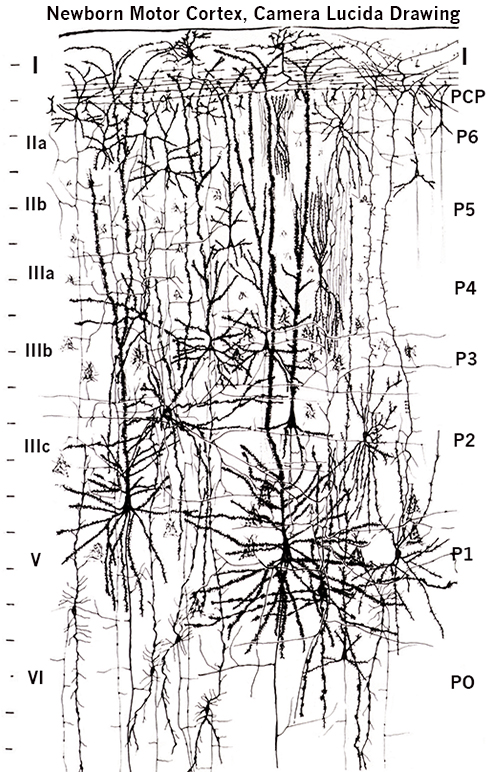 Newborn Motor Cortex, Camera Lucida Drawing
I I
PCP
IIa P6
IIb P5
IIIa P4
IIIb P3
IIIc P2
V P1
VI PO